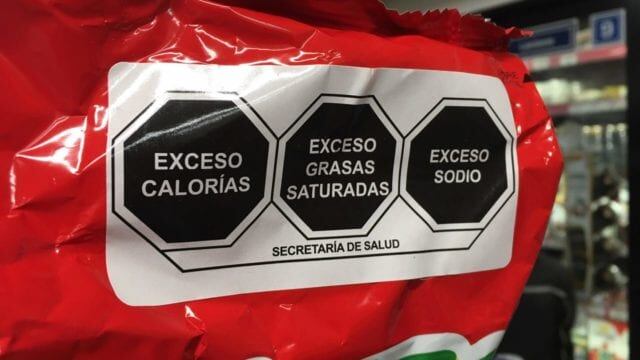 EXCESO
CALORÍAS
EXCESO
GRASAS
SATURADAS
EXCESO
SODIO
SECRETARÍA DE SALUD